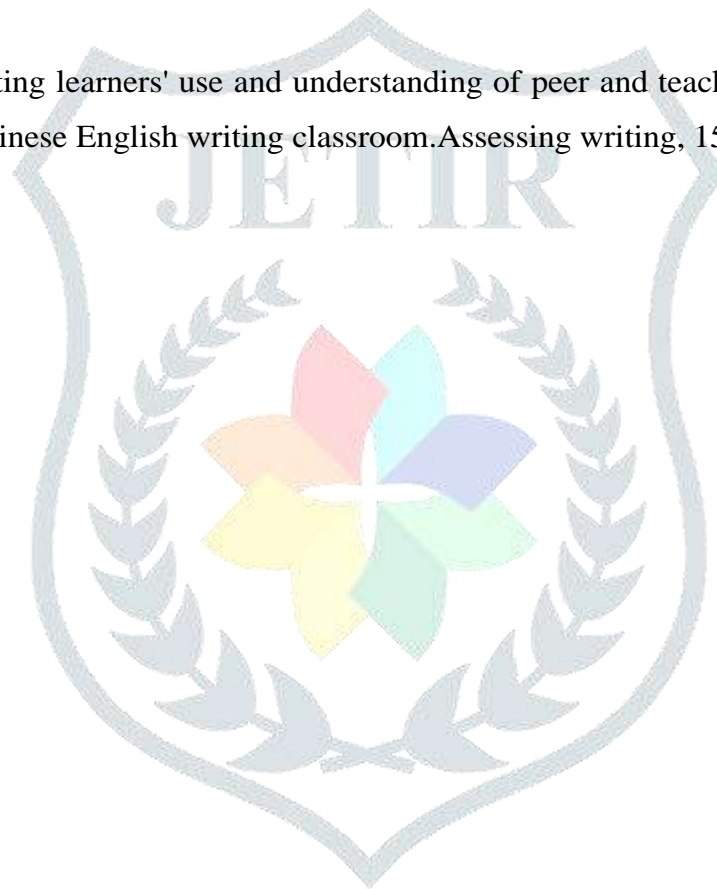 ting learners' use and understanding of peer and teach
inese English writing classroom.Assessing writing, 15
JETIR